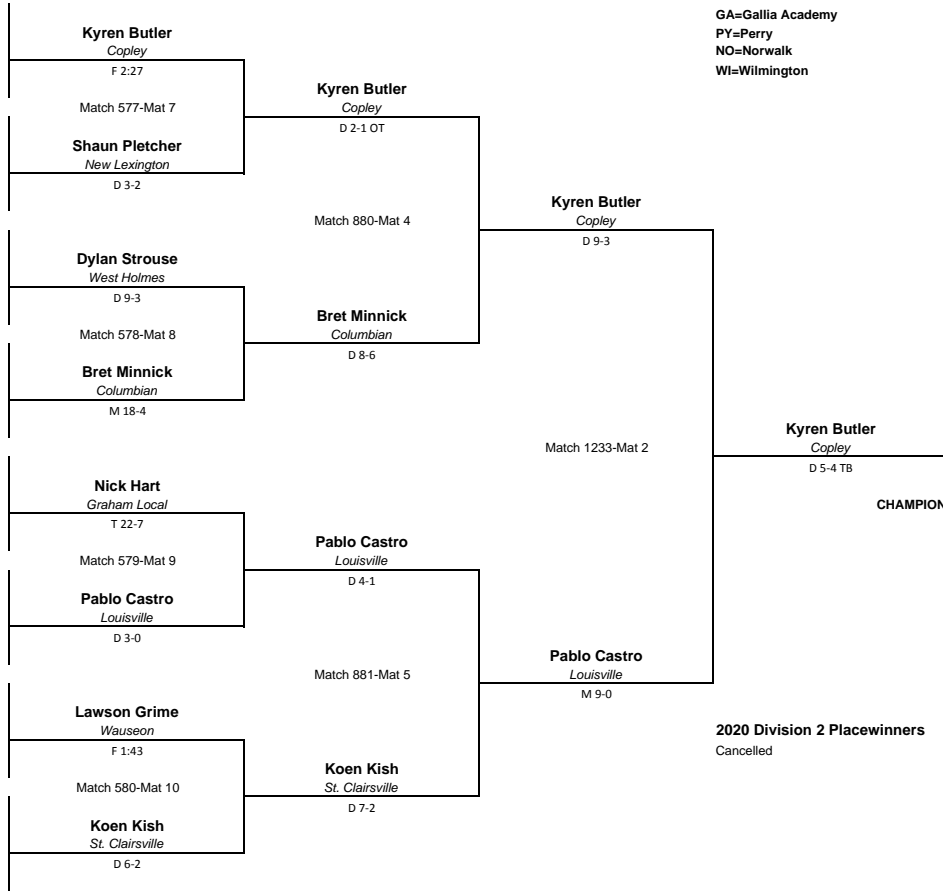 GA=Gallia Academy
PY=Perry
NO=Norwalk
WI=Wilmington
Kyren Butler
Copley
F 2:27
Match 577-Mat 7
Shaun Pletcher
New Lexington
D 3-2
Dylan Strouse
West Holmes
D 9-3
Match 578-Mat 8
Bret Minnick
Columbian
M 18-4
Nick Hart
Graham Local
T 22-7
Match 579-Mat 9
Pablo Castro
Louisville
D 3-0
Lawson Grime
Wauseon
F 1:43
Match 580-Mat 10
Koen Kish
St. Clairsville
D 6-2
Kyren Butler
Copley
D 2-1 OT
Match 880-Mat 4
Bret Minnick
Columbian
D 8-6
Pablo Castro
Louisville
D 4-1
Match 881-Mat 5
Koen Kish
St. Clairsville
D 7-2
Kyren Butler
Copley
D 9-3
Match 1233-Mat 2
Pablo Castro
Louisville
M 9-0
Kyren Butler
Copley
D 5-4 TB
CHAMPION
2020 Division 2 Placewinners
Cancelled